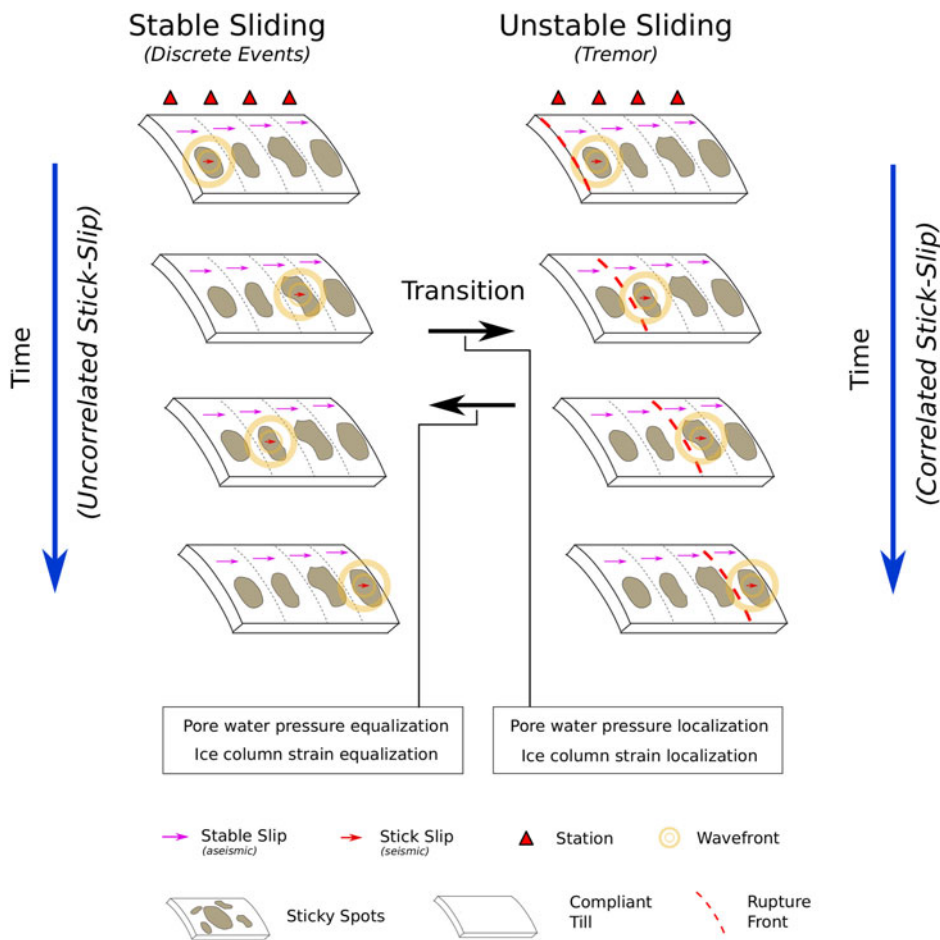 Stable Sliding
(Discrete Events)
Unstable Sliding
(Tremor)
Time
(Uncorrelated Stick-Slip)
Transition
Time
(Correlated Stick-Slip)
Pore water pressure equalization
Ice column strain equalization
Pore water pressure localization
Ice column strain localization
Stable Slip
(aseismic)
Stick Slip
(seismic)
Station
Wavefront
Sticky Spots
Compliant
Till
Rupture
Front